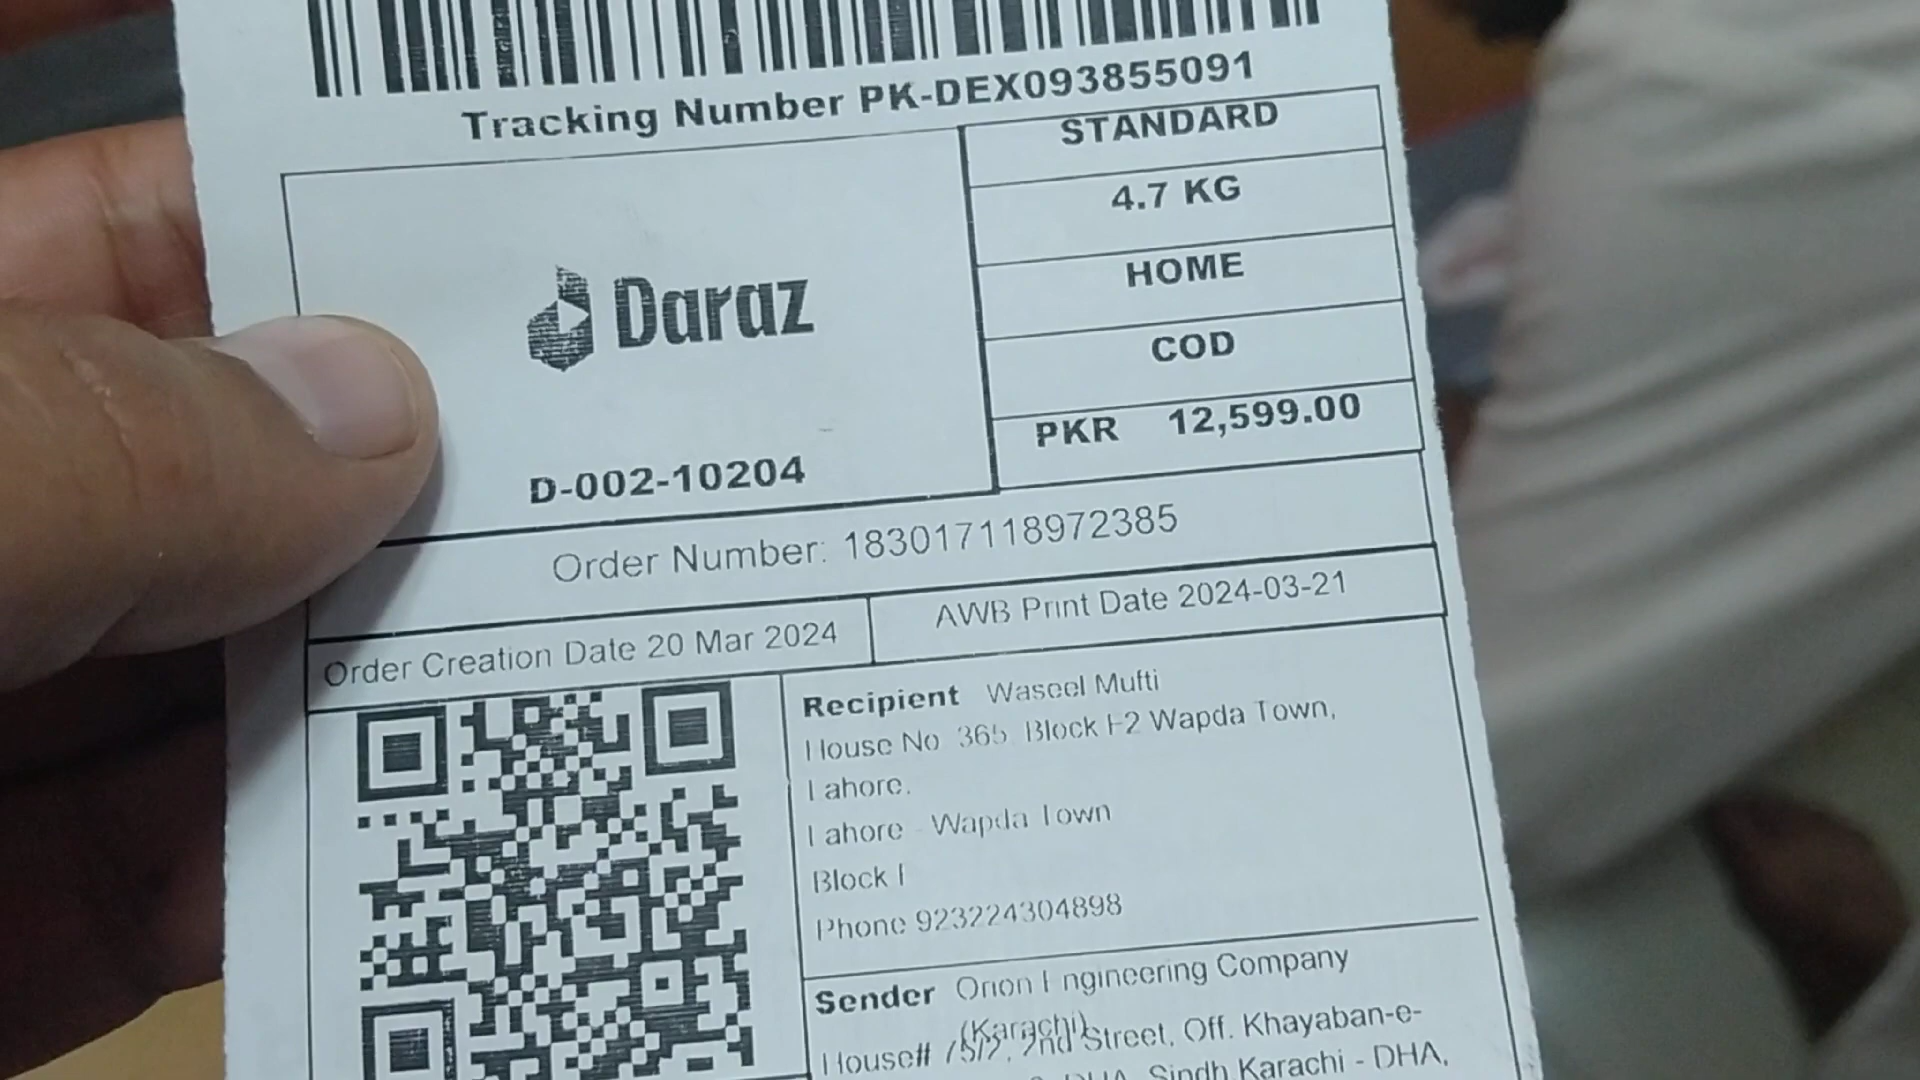 Tracking Number PK-DEX093855091
STANDARD
4.7 KG
HOME
COD
PKR 12,599.00
Daraz
D-002-10204
Order Number: 183017118972385
Order Creation Date 20 Mar 2024
AWB Print Date 2024-03-21
Recipient Waseel Mufti
House No 365 Block F2 Wapda Town,
Lahore.
Lahore - Wapda Town
Block F
Phone 923224304898
Sender Orion Engineering Company
(Karachi)
House# 75/2, 2nd Street, Off. Khayaban-e-
Sindh Karachi - DHA,